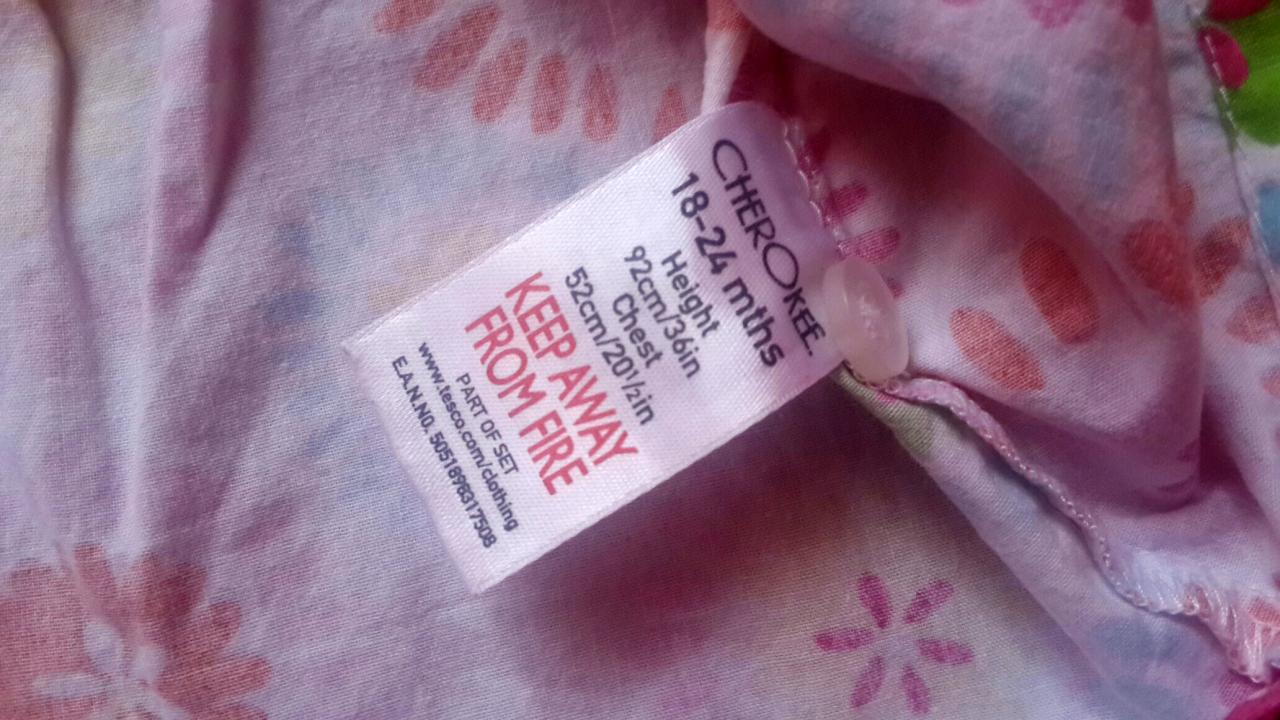 CHEROKEE.
18-24 mths
Height
92cm/36in
Chest
52cm/20½in
KEEP AWAY
FROM FIRE
PART OF SET
www.tesco.com/clothing
E.A.N.NO. 5051898317508